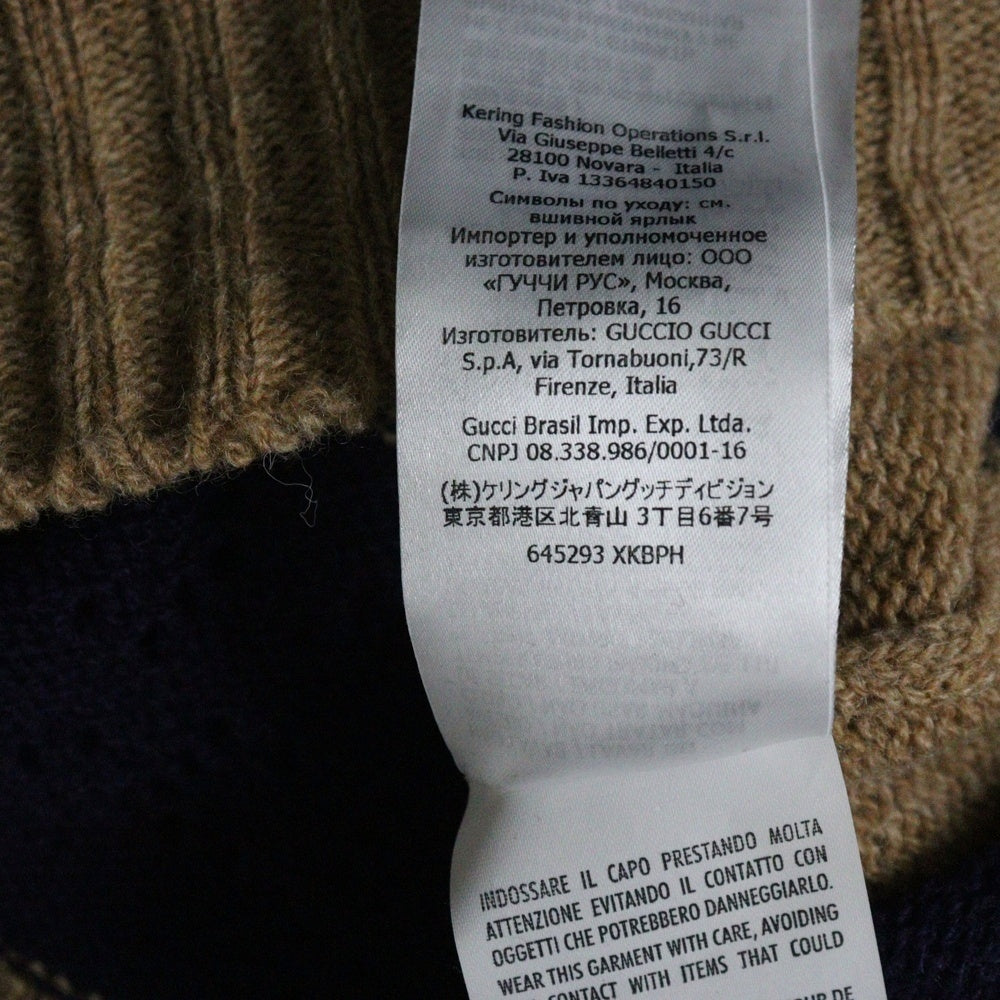 Kering Fashion Operations S.r.l.
Via Giuseppe Belletti 4/c
28100 Novara - Italia
P. Iva 13364840150
Символы по уходу: см.
вшивной ярлык
Импортер и уполномоченное
изготовителем лицо: ООО
«ГУЧЧИ РУС», Москва,
Петровка, 16
Изготовитель: GUCCIO GUCCI
S.p.A, via Tornabuoni,73/R
Firenze, Italia
Gucci Brasil Imp. Exp. Ltda.
CNPJ 08.338.986/0001-16
(株)ケリングジャパングッチディビジョン
東京都港区北青山 3丁目6番7号
645293 XKBPH
INDOSSARE IL CAPO PRESTANDO MOLTA
ATTENZIONE EVITANDO IL CONTATTO CON
OGGETTI CHE POTREBBERO DANNEGGIARLO.
WEAR THIS GARMENT WITH CARE, AVOIDING
CONTACT WITH ITEMS THAT COULD
DE